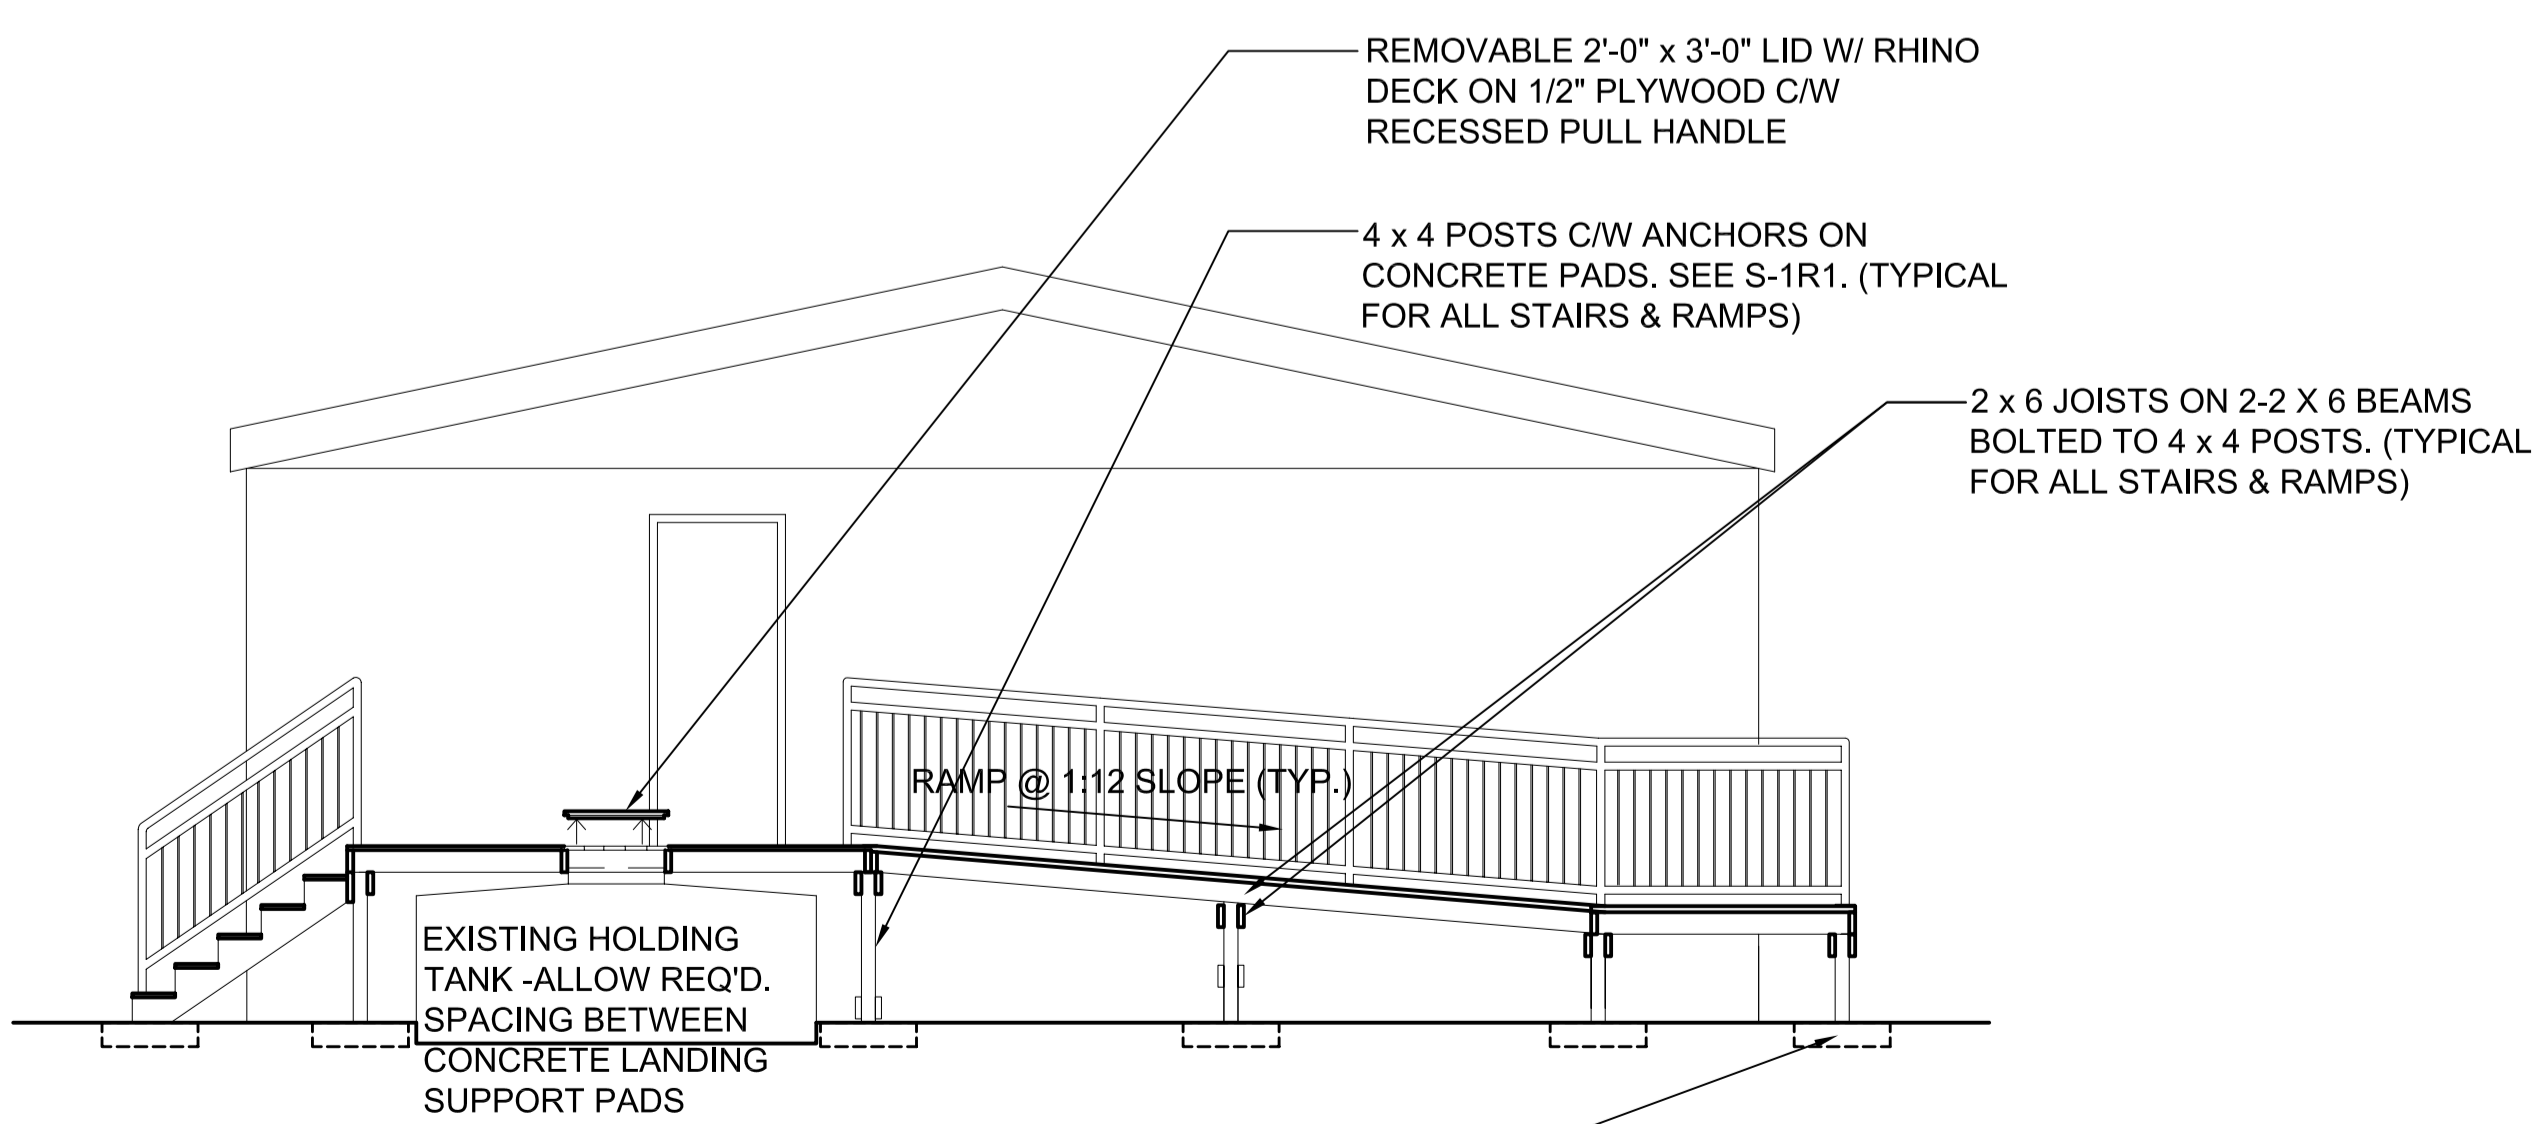 REMOVABLE 2'-0" x 3'-0" LID W/ RHINO
DECK ON 1/2" PLYWOOD C/W
RECESSED PULL HANDLE
4 x 4 POSTS C/W ANCHORS ON
CONCRETE PADS. SEE S-1R1. (TYPICAL
FOR ALL STAIRS & RAMPS)
2 x 6 JOISTS ON 2-2 X 6 BEAMS
BOLTED TO 4 x 4 POSTS. (TYPICAL
FOR ALL STAIRS & RAMPS)
RAMP @ 1:12 SLOPE (TYP.)
EXISTING HOLDING
TANK -ALLOW REQ'D.
SPACING BETWEEN
CONCRETE LANDING
SUPPORT PADS